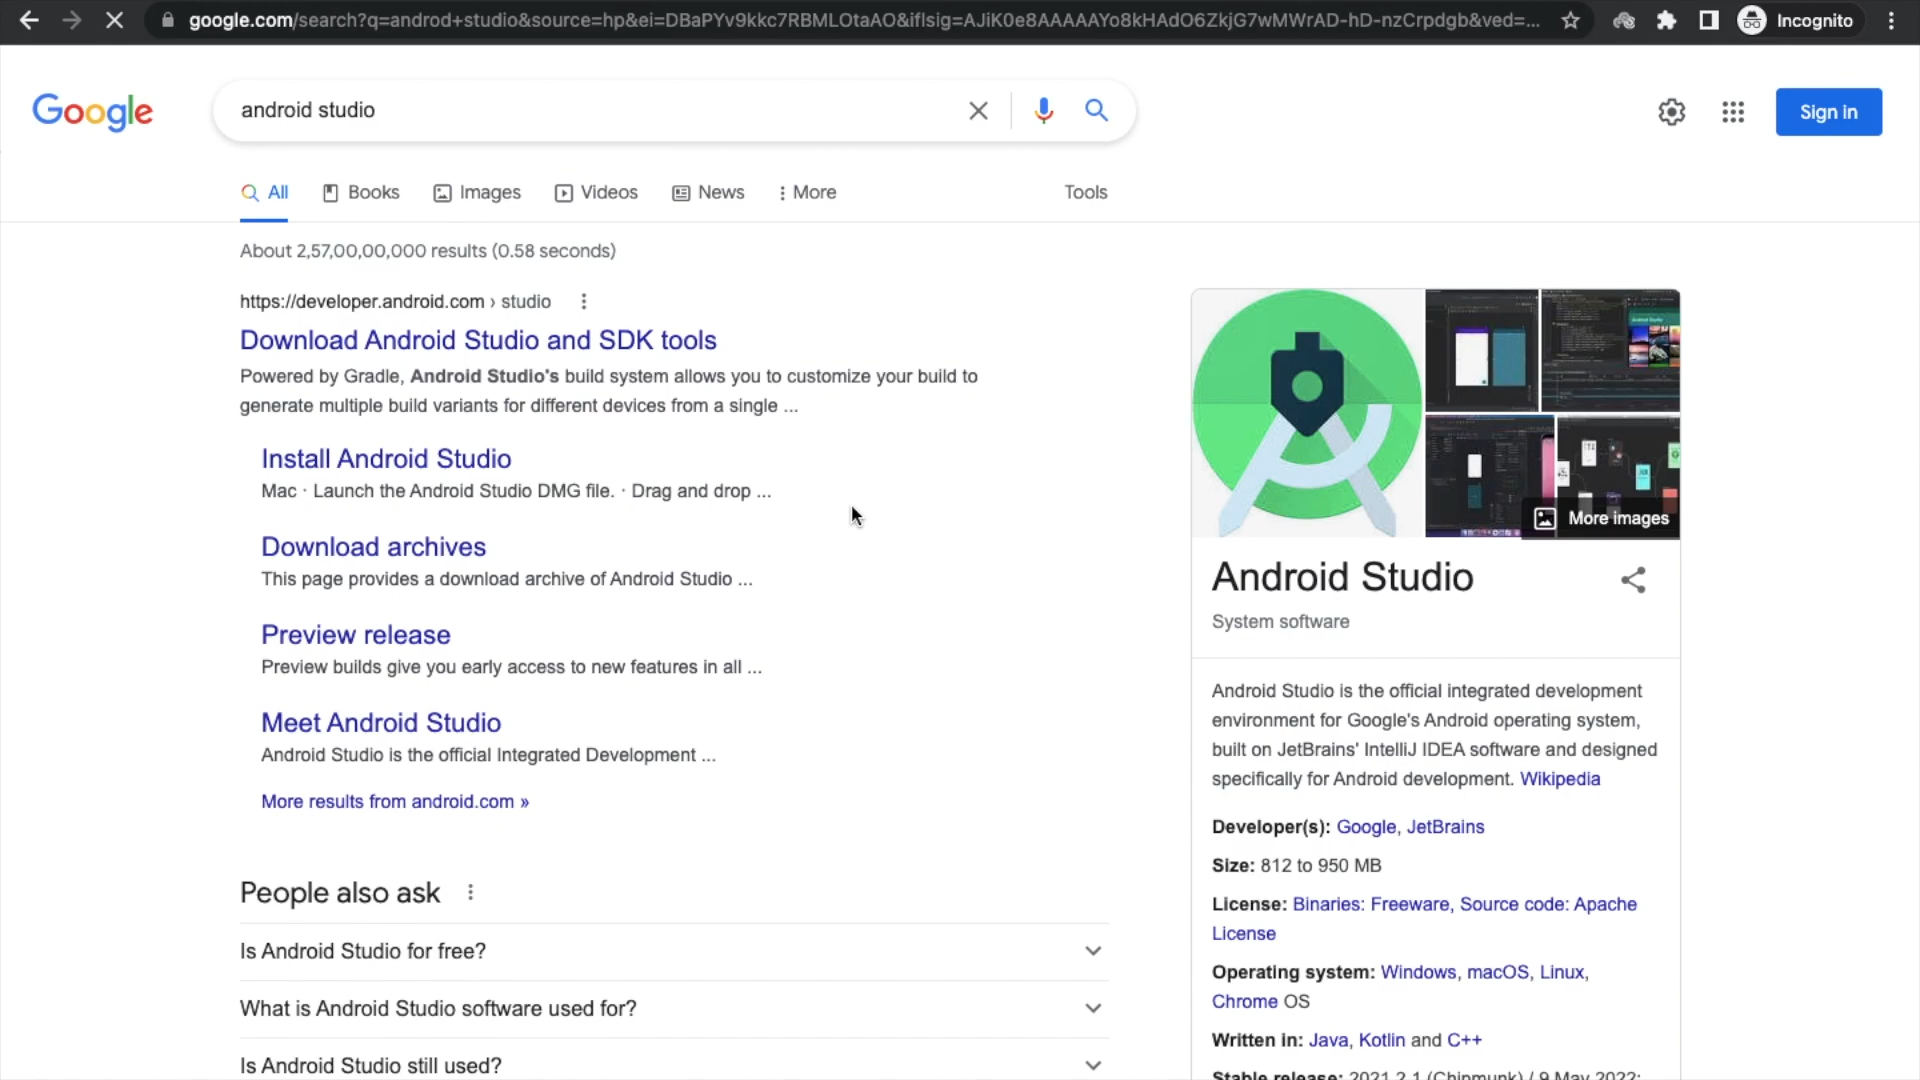 google.com/search?q=androd+studio&source=hp&ei=DBaPYv9kkc7RBMLOtaAO&iflsig=AJiK0e8AAAAAYo8kHAdO6ZkjG7wMWrAD-hD-nzCrpdgb&ved=...
Incognito
Google
android studio
Sign in
All
Books
Images
Videos
News
More
Tools
About 2,57,00,00,000 results (0.58 seconds)
https://developer.android.com › studio
Download Android Studio and SDK tools
Powered by Gradle, Android Studio's build system allows you to customize your build to
generate multiple build variants for different devices from a single ...
Install Android Studio
Mac · Launch the Android Studio DMG file. · Drag and drop ...
Download archives
This page provides a download archive of Android Studio ...
Preview release
Preview builds give you early access to new features in all ...
Meet Android Studio
Android Studio is the official Integrated Development ...
More results from android.com »
People also ask
Is Android Studio for free?
What is Android Studio software used for?
Is Android Studio still used?
More images
Android Studio
System software
Android Studio is the official integrated development
environment for Google's Android operating system,
built on JetBrains' IntelliJ IDEA software and designed
specifically for Android development. Wikipedia
Developer(s): Google, JetBrains
Size: 812 to 950 MB
License: Binaries: Freeware, Source code: Apache
License
Operating system: Windows, macOS, Linux,
Chrome OS
Written in: Java, Kotlin and C++
Stable release: 2021.2.1 (Chipmunk) / 9 May 2022;